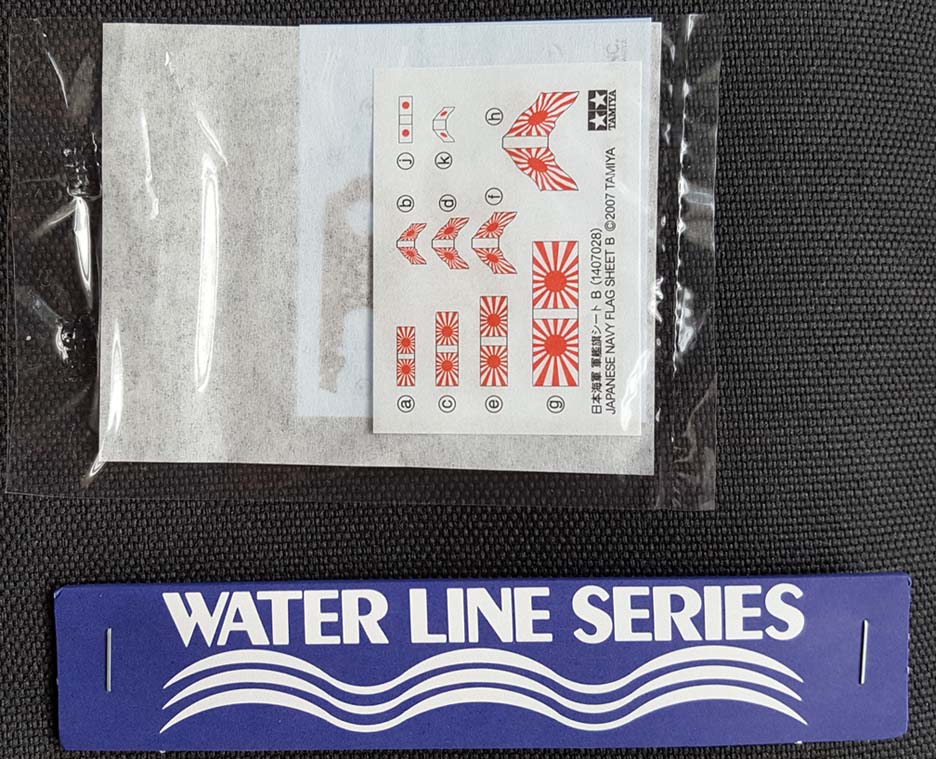 ⓙ
ⓚ
ⓗ
TAMIYA
ⓑ
ⓓ
ⓕ
ⓐ
ⓒ
ⓔ
ⓖ
日本海軍 軍艦旗シート B (1407028)
JAPANESE NAVY FLAG SHEET B ©2007 TAMIYA
NC.
WATER LINE SERIES